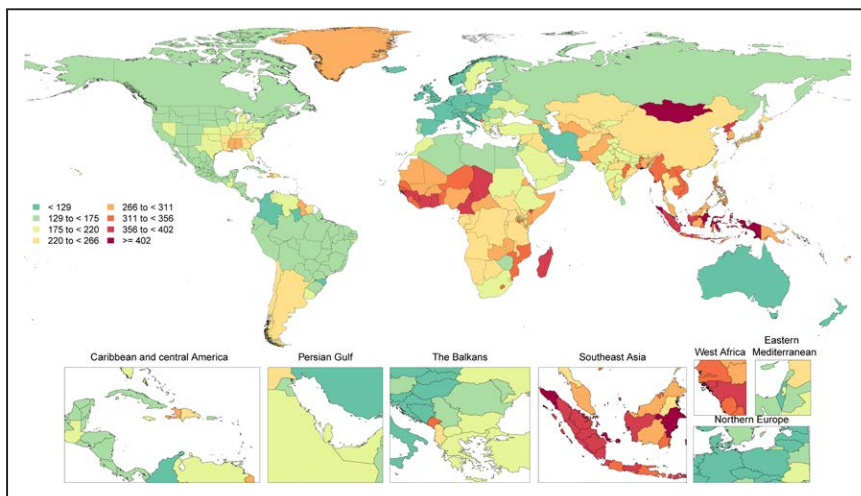 < 129
129 to < 175
175 to < 220
220 to < 266
266 to < 311
311 to < 356
356 to < 402
>= 402
Caribbean and central America
Persian Gulf
The Balkans
Southeast Asia
West Africa
Eastern
Mediterranean
Northern Europe